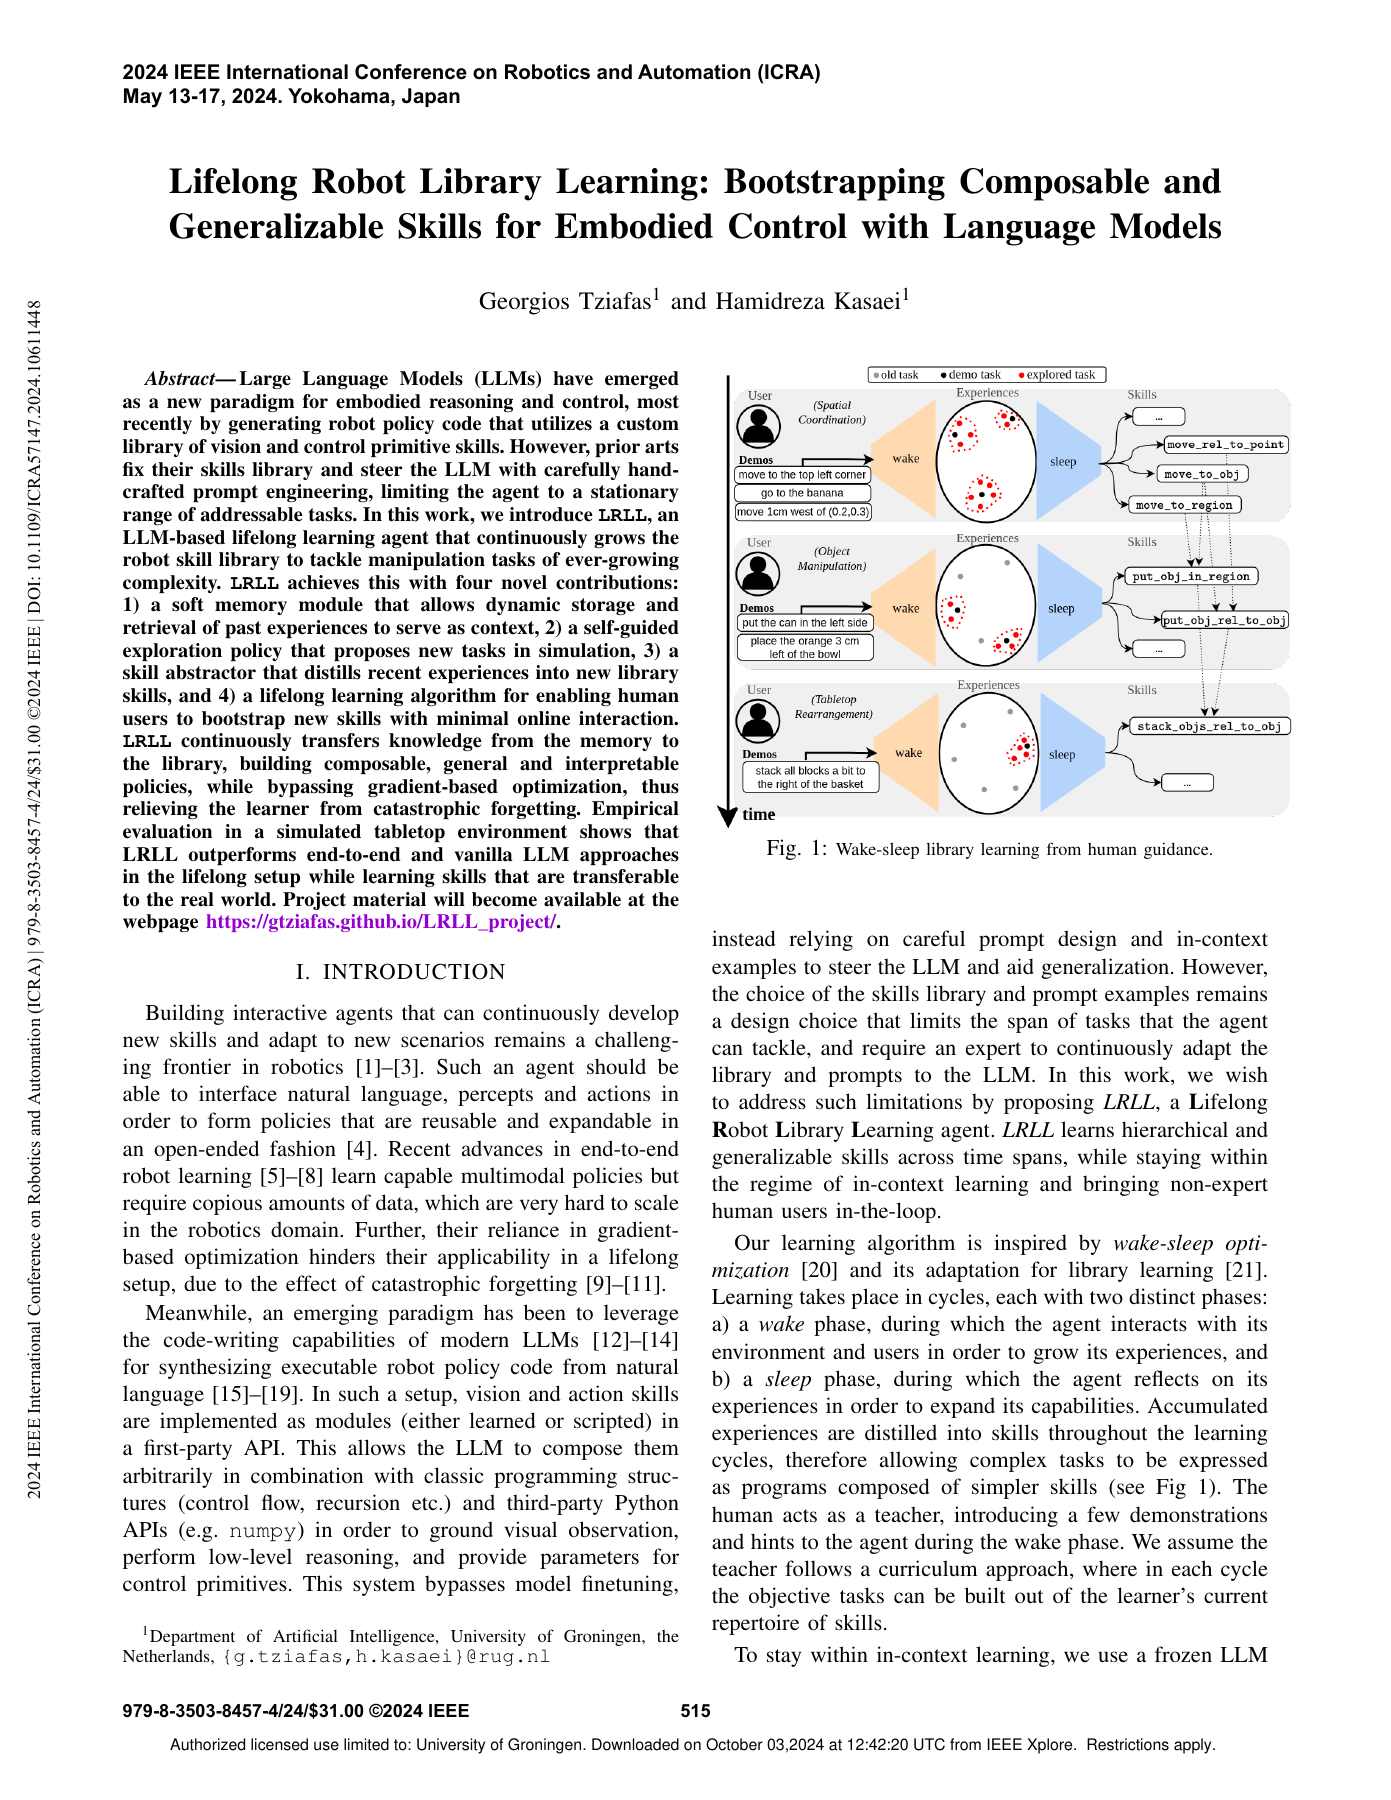 2024 IEEE International Conference on Robotics and Automation (ICRA)
May 13-17, 2024. Yokohama, Japan
Lifelong Robot Library Learning: Bootstrapping Composable and
Generalizable Skills for Embodied Control with Language Models
Georgios Tziafas1 and Hamidreza Kasaei1
2024 IEEE International Conference on Robotics and Automation (ICRA) | 979-8-3503-8457-4/24/$31.00 ©2024 IEEE | DOI: 10.1109/ICRA57147.2024.10611448
Abstract— Large Language Models (LLMs) have emerged
as a new paradigm for embodied reasoning and control, most
recently by generating robot policy code that utilizes a custom
library of vision and control primitive skills. However, prior arts
fix their skills library and steer the LLM with carefully hand-
crafted prompt engineering, limiting the agent to a stationary
range of addressable tasks. In this work, we introduce LRLL, an
LLM-based lifelong learning agent that continuously grows the
robot skill library to tackle manipulation tasks of ever-growing
complexity. LRLL achieves this with four novel contributions:
1) a soft memory module that allows dynamic storage and
retrieval of past experiences to serve as context, 2) a self-guided
exploration policy that proposes new tasks in simulation, 3) a
skill abstractor that distills recent experiences into new library
skills, and 4) a lifelong learning algorithm for enabling human
users to bootstrap new skills with minimal online interaction.
LRLL continuously transfers knowledge from the memory to
the library, building composable, general and interpretable
policies, while bypassing gradient-based optimization, thus
relieving the learner from catastrophic forgetting. Empirical
evaluation in a simulated tabletop environment shows that
LRLL outperforms end-to-end and vanilla LLM approaches
in the lifelong setup while learning skills that are transferable
to the real world. Project material will become available at the
webpage https://gtziafas.github.io/LRLL_project/.
I. INTRODUCTION
Building interactive agents that can continuously develop
new skills and adapt to new scenarios remains a challeng-
ing frontier in robotics [1]–[3]. Such an agent should be
able to interface natural language, percepts and actions in
order to form policies that are reusable and expandable in
an open-ended fashion [4]. Recent advances in end-to-end
robot learning [5]–[8] learn capable multimodal policies but
require copious amounts of data, which are very hard to scale
in the robotics domain. Further, their reliance in gradient-
based optimization hinders their applicability in a lifelong
setup, due to the effect of catastrophic forgetting [9]–[11].
Meanwhile, an emerging paradigm has been to leverage
the code-writing capabilities of modern LLMs [12]–[14]
for synthesizing executable robot policy code from natural
language [15]–[19]. In such a setup, vision and action skills
are implemented as modules (either learned or scripted) in
a first-party API. This allows the LLM to compose them
arbitrarily in combination with classic programming struc-
tures (control flow, recursion etc.) and third-party Python
APIs (e.g. numpy) in order to ground visual observation,
perform low-level reasoning, and provide parameters for
control primitives. This system bypasses model finetuning,
1Department of Artificial Intelligence, University of Groningen, the
Netherlands, {g.tziafas,h.kasaei}@rug.nl
old task demo task explored task
User
(Spatial
Coordination)
Experiences
Skills
Demos
move to the top left corner
go to the banana
move 1cm west of (0.2,0.3)
wake
sleep
...
move_rel_to_point
move_to_obj
move_to_region
User
(Object
Manipulation)
Experiences
Skills
Demos
put the can in the left side
place the orange 3 cm
left of the bowl
wake
sleep
put_obj_in_region
put_obj_rel_to_obj
...
User
(Tabletop
Rearrangement)
Experiences
Skills
Demos
stack all blocks a bit to
the right of the basket
wake
sleep
stack_objs_rel_to_obj
...
time
Fig. 1: Wake-sleep library learning from human guidance.
instead relying on careful prompt design and in-context
examples to steer the LLM and aid generalization. However,
the choice of the skills library and prompt examples remains
a design choice that limits the span of tasks that the agent
can tackle, and require an expert to continuously adapt the
library and prompts to the LLM. In this work, we wish
to address such limitations by proposing LRLL, a Lifelong
Robot Library Learning agent. LRLL learns hierarchical and
generalizable skills across time spans, while staying within
the regime of in-context learning and bringing non-expert
human users in-the-loop.
Our learning algorithm is inspired by wake-sleep opti-
mization [20] and its adaptation for library learning [21].
Learning takes place in cycles, each with two distinct phases:
a) a wake phase, during which the agent interacts with its
environment and users in order to grow its experiences, and
b) a sleep phase, during which the agent reflects on its
experiences in order to expand its capabilities. Accumulated
experiences are distilled into skills throughout the learning
cycles, therefore allowing complex tasks to be expressed
as programs composed of simpler skills (see Fig 1). The
human acts as a teacher, introducing a few demonstrations
and hints to the agent during the wake phase. We assume the
teacher follows a curriculum approach, where in each cycle
the objective tasks can be built out of the learner's current
repertoire of skills.
To stay within in-context learning, we use a frozen LLM
979-8-3503-8457-4/24/$31.00 ©2024 IEEE
515
Authorized licensed use limited to: University of Groningen. Downloaded on October 03,2024 at 12:42:20 UTC from IEEE Xplore. Restrictions apply.